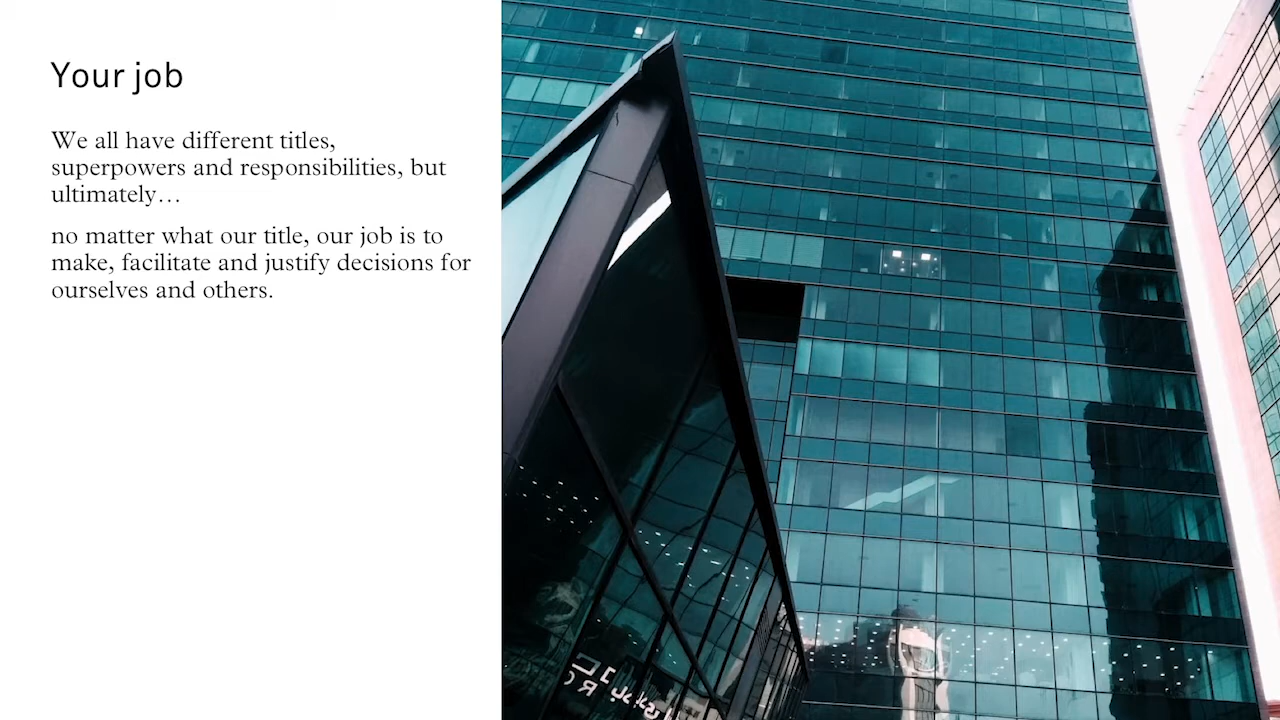 Your job
We all have different titles,
superpowers and responsibilities, but
ultimately…
no matter what our title, our job is to
make, facilitate and justify decisions for
ourselves and others.